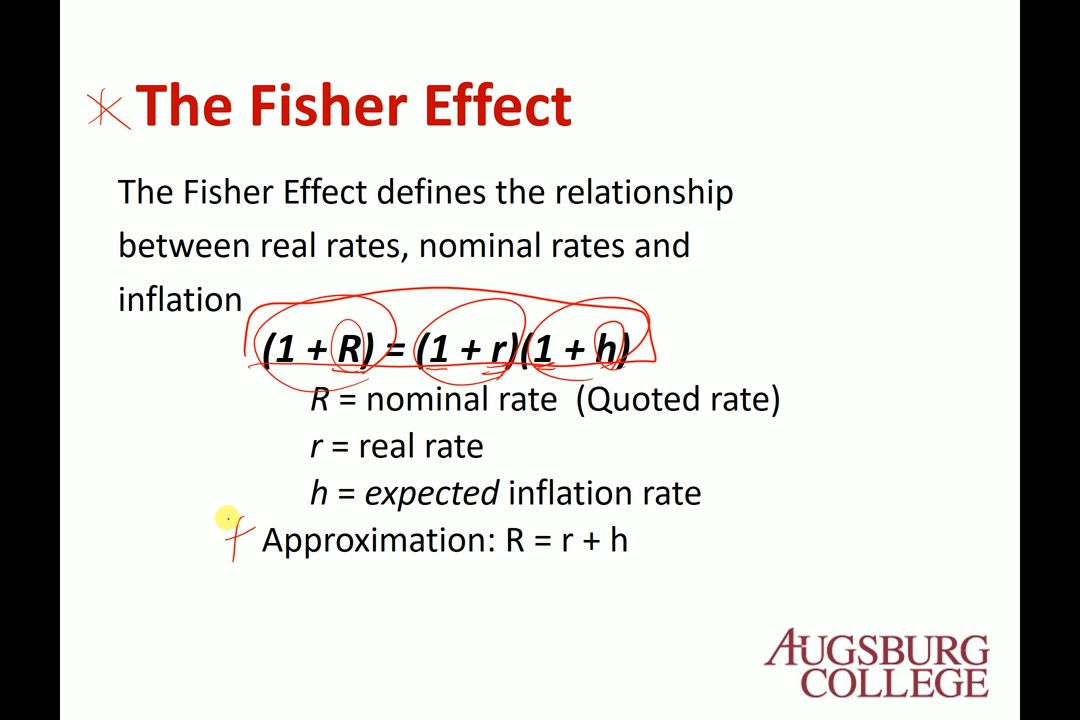 The Fisher Effect
The Fisher Effect defines the relationship
between real rates, nominal rates and
inflation
(1 + R) = (1 + r)(1 + h)
R = nominal rate (Quoted rate)
r = real rate
h = expected inflation rate
Approximation: R = r + h
AUGSBURG
COLLEGE